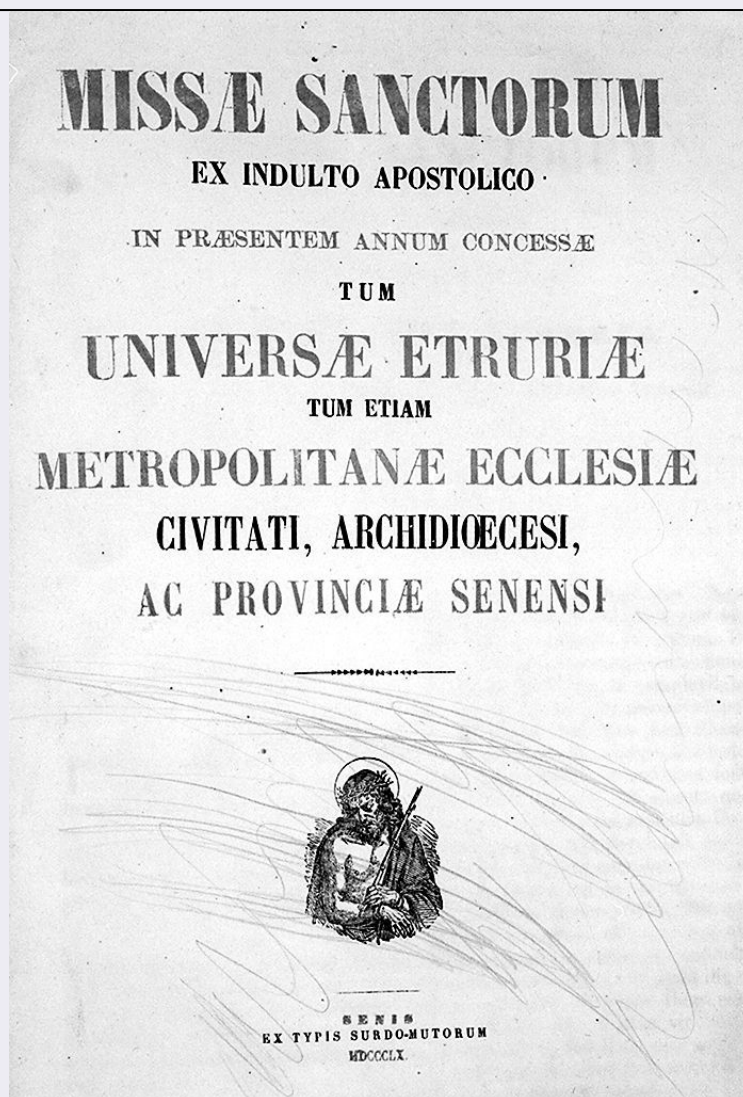 MISSÆ SANCTORUM
EX INDULTO APOSTOLICO
IN PRÆSENTEM ANNUM CONCESSÆ
TUM
UNIVERSÆ ETRURIÆ
TUM ETIAM
METROPOLITANÆ ECCLESIÆ
CIVITATI, ARCHIDIŒCESI,
AC PROVINCIÆ SENENSI
SENIS
EX TYPIS SURDO-MUTORUM
MDCCCLX.